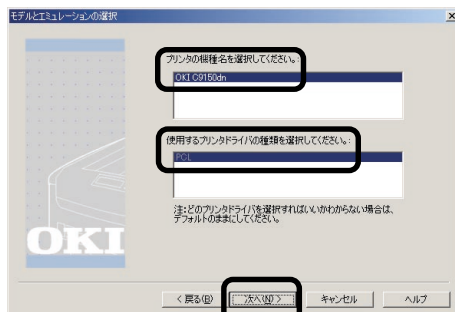 モデルとエミュレーションの選択
プリンタの機種名を選択してください。:
OKI C9150dn
使用するプリンタドライバの種類を選択してください。:
PCL
注:どのプリンタドライバを選択すればいいかわからない場合は、
デフォルトのままにしてください。
OKI
< 戻る(B) 次へ(N) > キャンセル ヘルプ